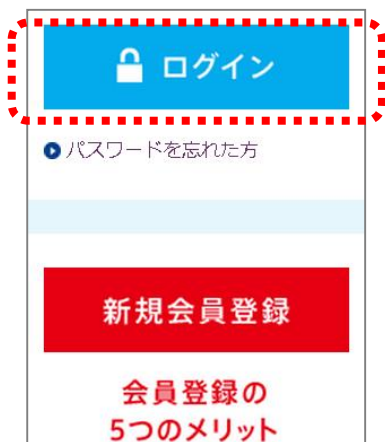 ログイン
パスワードを忘れた方
新規会員登録
会員登録の
5つのメリット